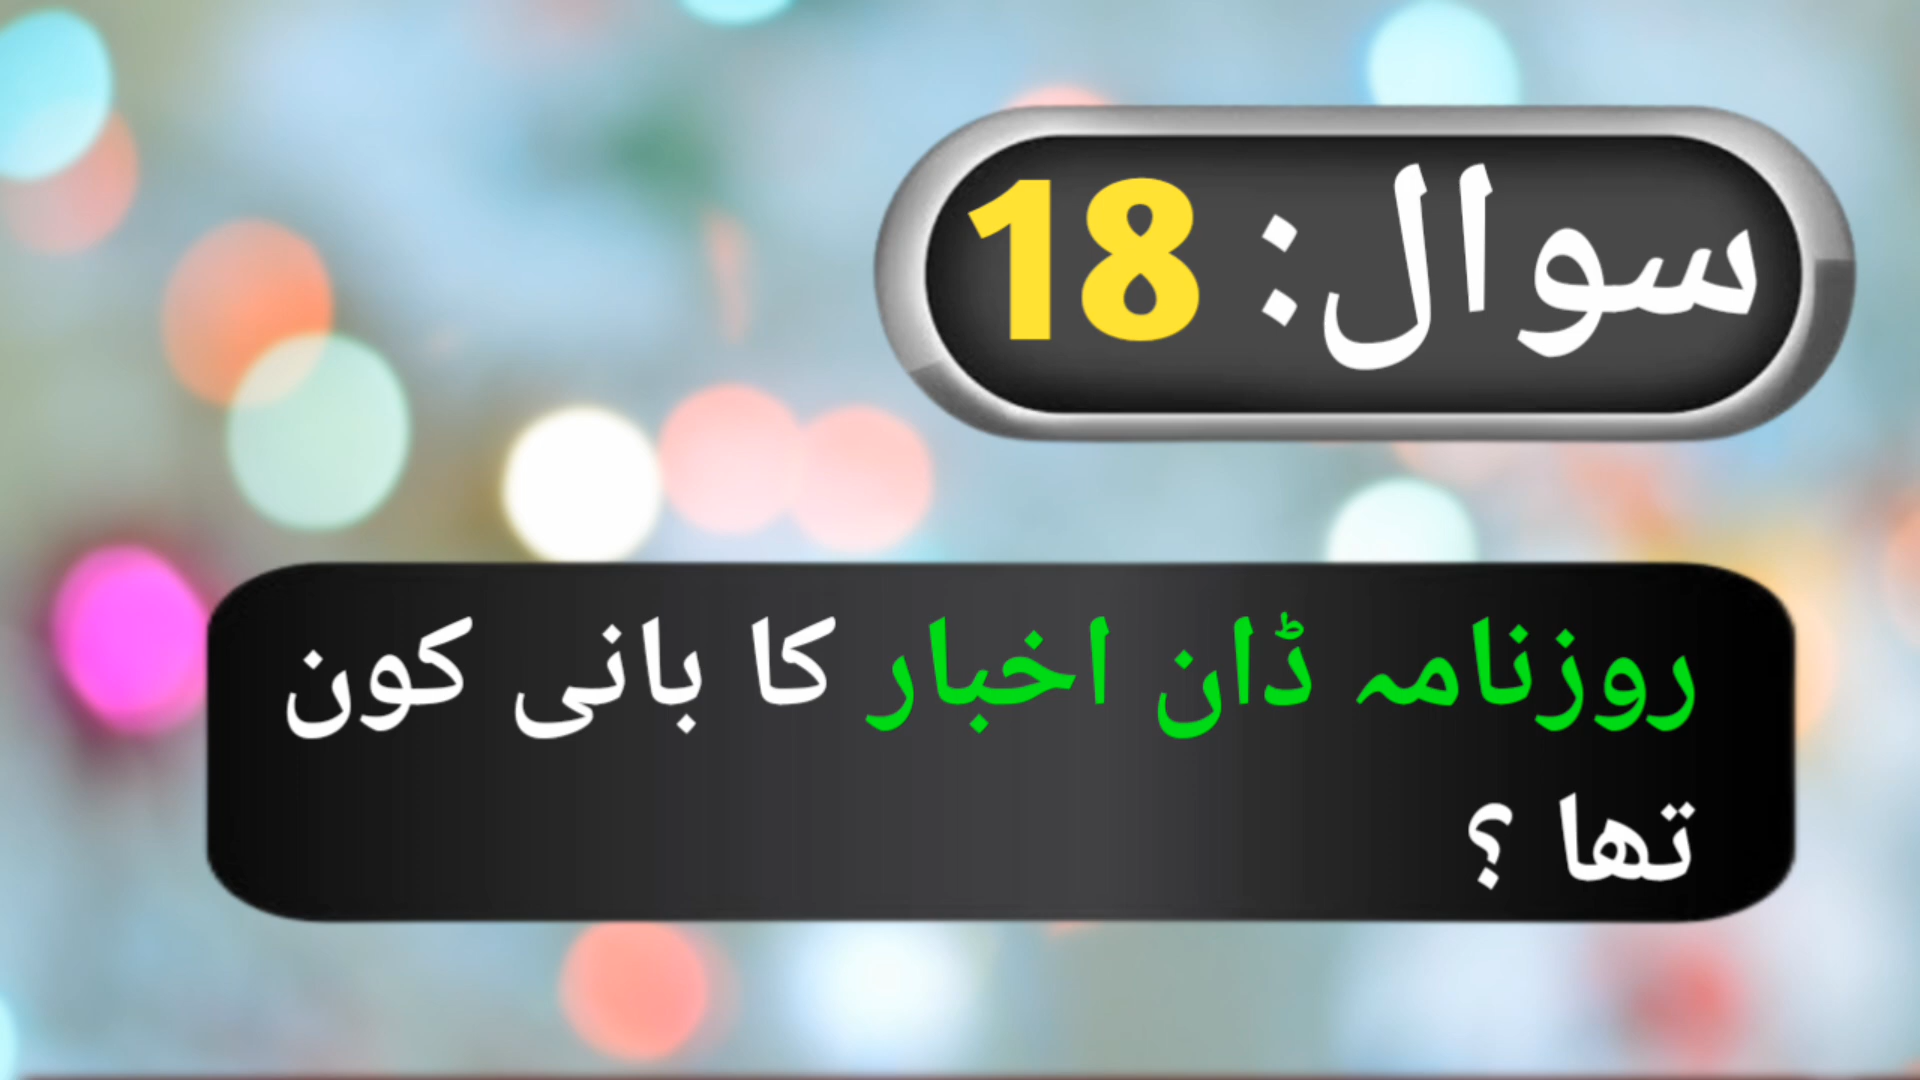 سوال: 18
روزنامہ ڈان اخبار کا بانی کون
تھا ؟